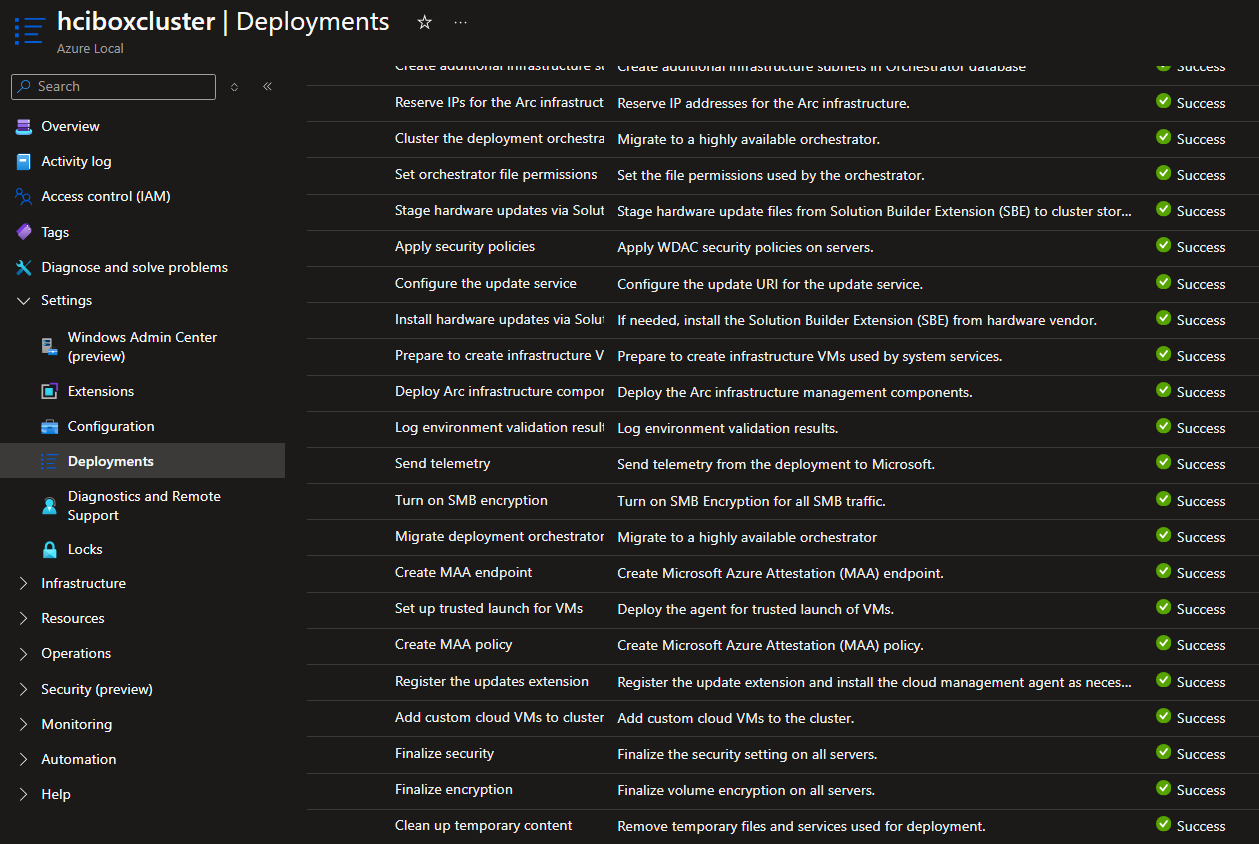 hciboxcluster | Deployments
Azure Local
Search
Overview
Activity log
Access control (IAM)
Tags
Diagnose and solve problems
Settings
Windows Admin Center
(preview)
Extensions
Configuration
Deployments
Diagnostics and Remote
Support
Locks
Infrastructure
Resources
Operations
Security (preview)
Monitoring
Automation
Help
Create additional infrastructure su Create additional infrastructure subnets in Orchestrator database Success
Reserve IPs for the Arc infrastruct Reserve IP addresses for the Arc infrastructure. Success
Cluster the deployment orchestra Migrate to a highly available orchestrator. Success
Set orchestrator file permissions Set the file permissions used by the orchestrator. Success
Stage hardware updates via Solut Stage hardware update files from Solution Builder Extension (SBE) to cluster stor... Success
Apply security policies Apply WDAC security policies on servers. Success
Configure the update service Configure the update URI for the update service. Success
Install hardware updates via Solut If needed, install the Solution Builder Extension (SBE) from hardware vendor. Success
Prepare to create infrastructure V Prepare to create infrastructure VMs used by system services. Success
Deploy Arc infrastructure compor Deploy the Arc infrastructure management components. Success
Log environment validation result Log environment validation results. Success
Send telemetry Send telemetry from the deployment to Microsoft. Success
Turn on SMB encryption Turn on SMB Encryption for all SMB traffic. Success
Migrate deployment orchestrator Migrate to a highly available orchestrator Success
Create MAA endpoint Create Microsoft Azure Attestation (MAA) endpoint. Success
Set up trusted launch for VMs Deploy the agent for trusted launch of VMs. Success
Create MAA policy Create Microsoft Azure Attestation (MAA) policy. Success
Register the updates extension Register the update extension and install the cloud management agent as neces... Success
Add custom cloud VMs to cluster Add custom cloud VMs to the cluster. Success
Finalize security Finalize the security setting on all servers. Success
Finalize encryption Finalize volume encryption on all servers. Success
Clean up temporary content Remove temporary files and services used for deployment. Success